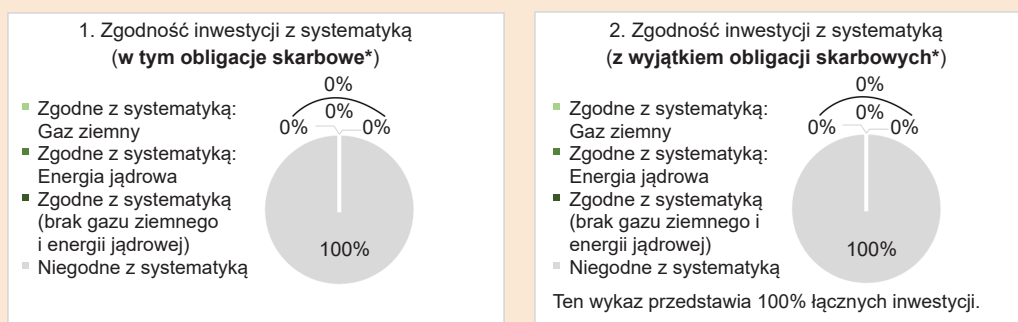 1. Zgodność inwestycji z systematyką
(w tym obligacje skarbowe*)
0%
0%
0%
0%
Zgodne z systematyką:
Gaz ziemny
Zgodne z systematyką:
Energia jądrowa
Zgodne z systematyką
(brak gazu ziemnego
i energii jądrowej)
Niegodne z systematyką
100%
2. Zgodność inwestycji z systematyką
(z wyjątkiem obligacji skarbowych*)
0%
0%
0%
0%
Zgodne z systematyką:
Gaz ziemny
Zgodne z systematyką:
Energia jądrowa
Zgodne z systematyką
(brak gazu ziemnego i
energii jądrowej)
Niegodne z systematyką
100%
Ten wykaz przedstawia 100% łącznych inwestycji.